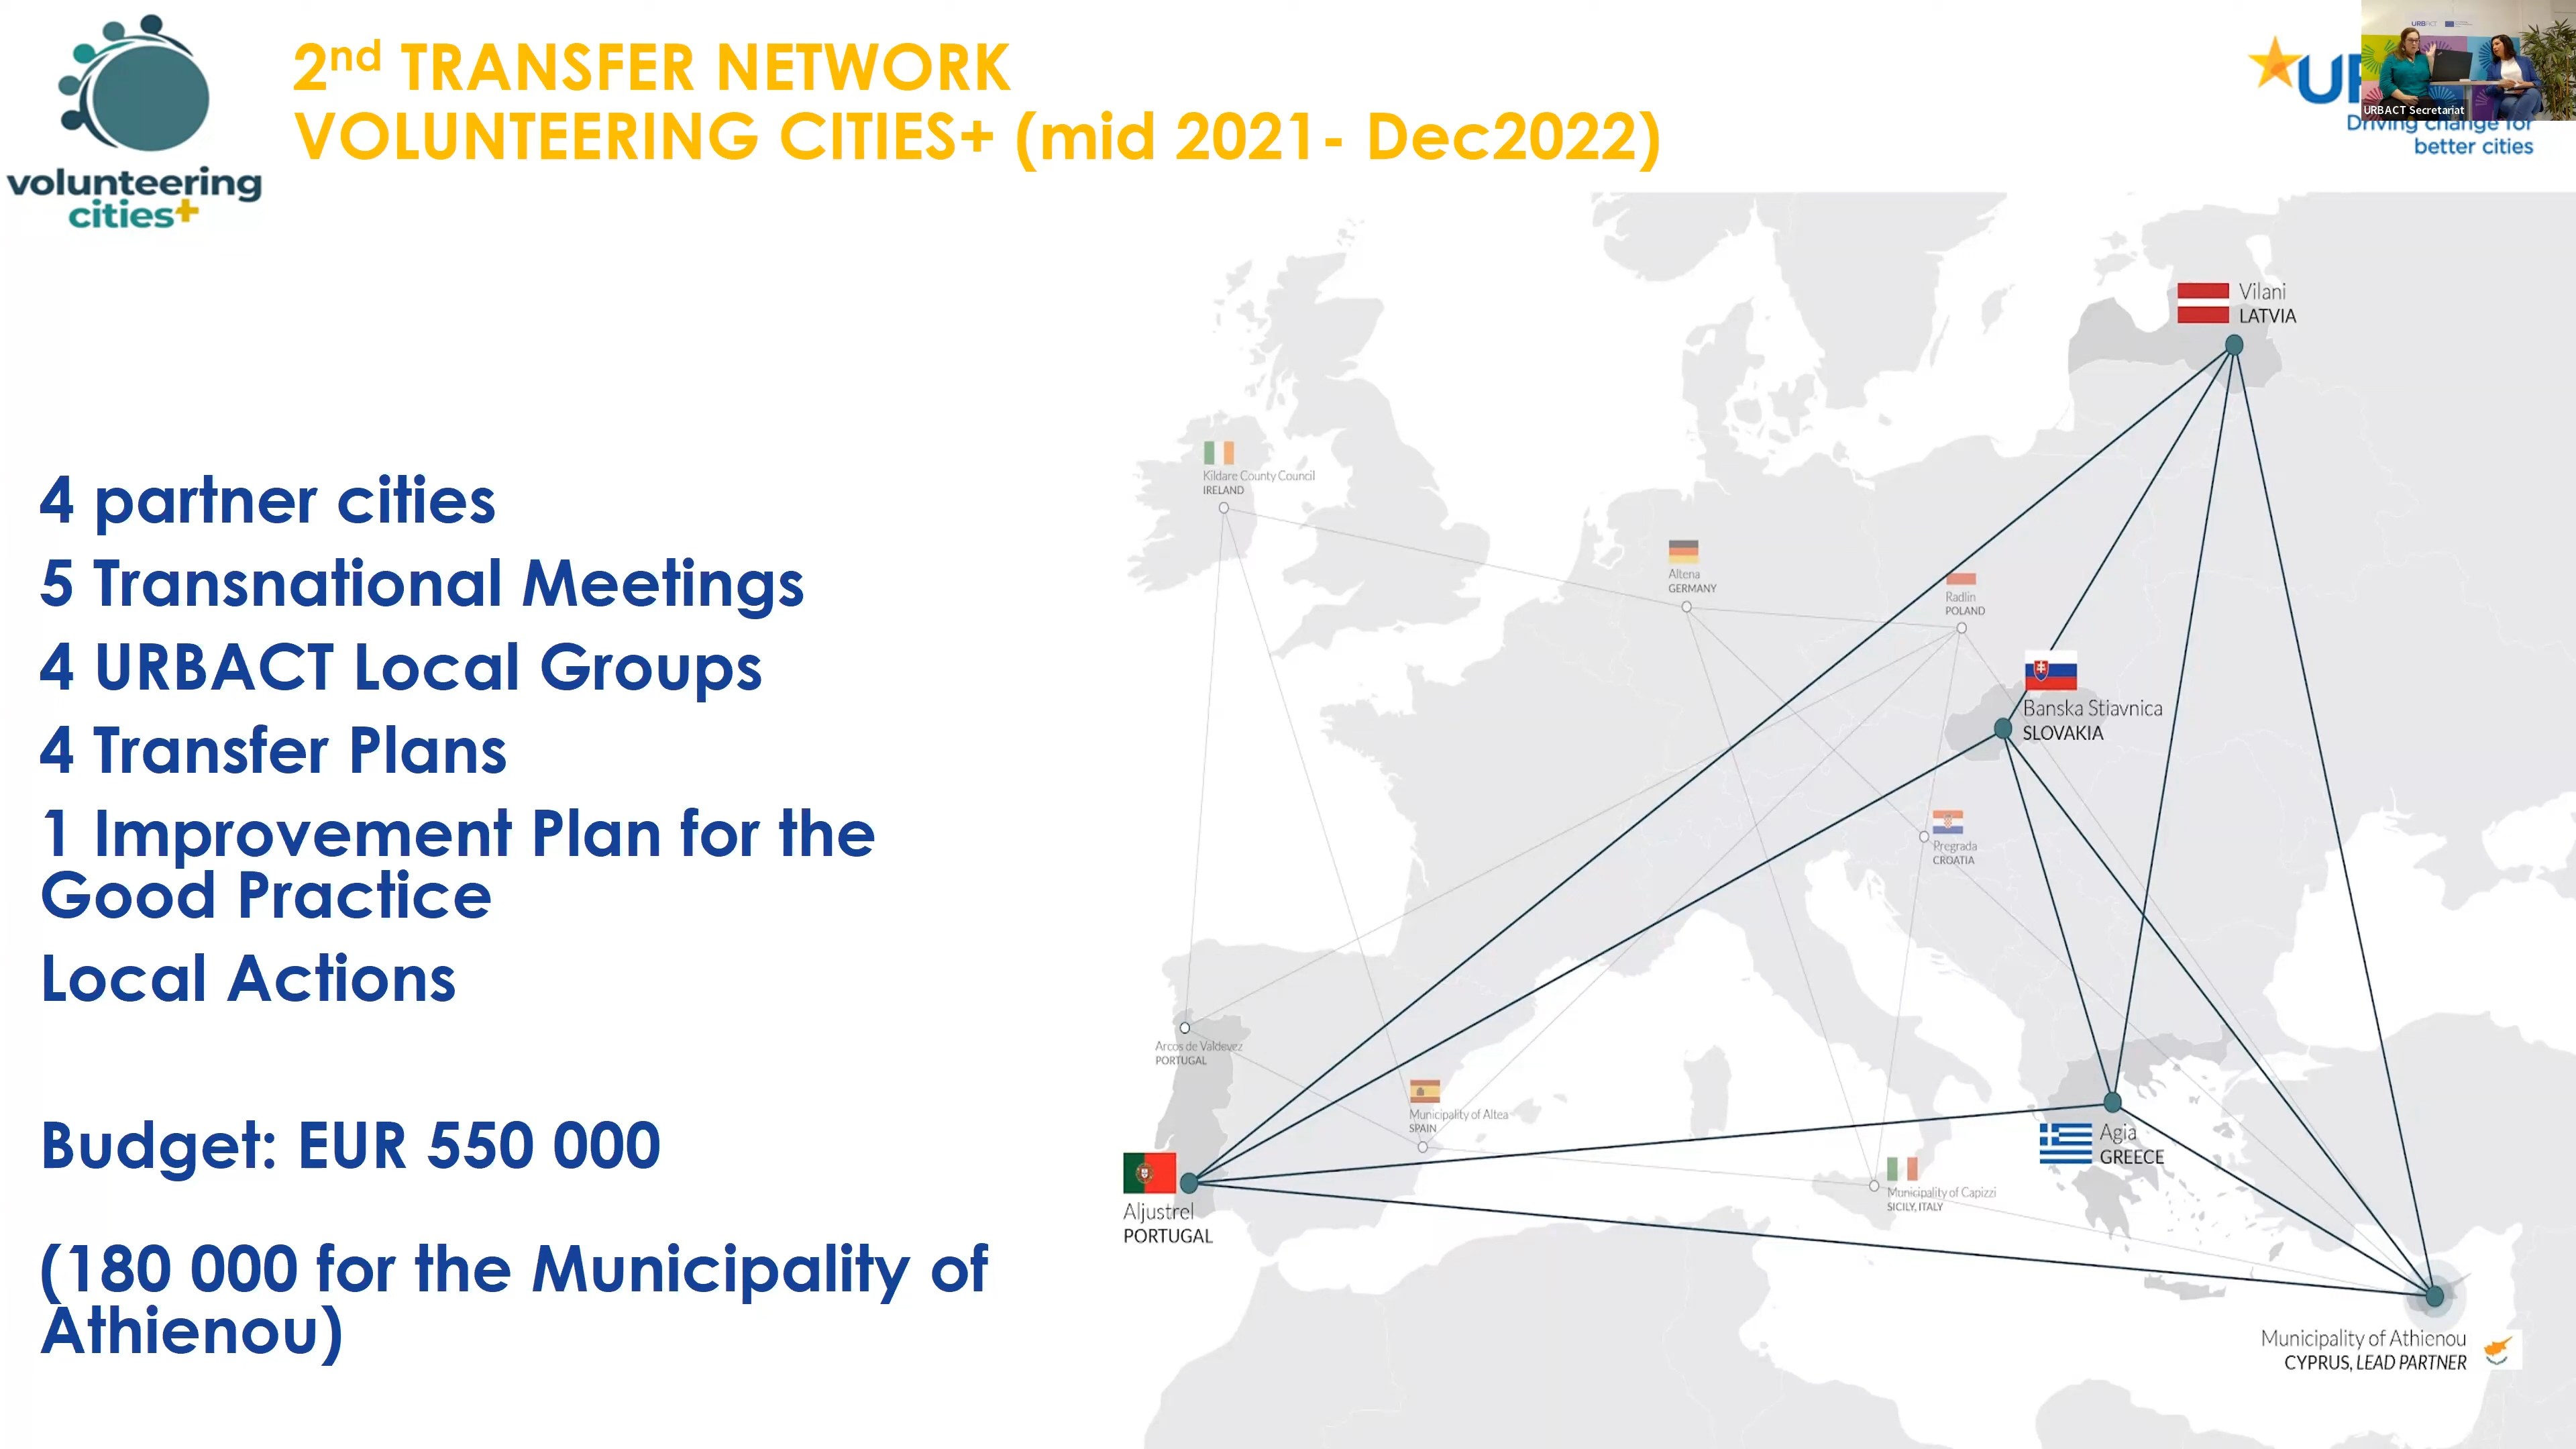 volunteering
cities+
2nd TRANSFER NETWORK
VOLUNTEERING CITIES+ (mid 2021- Dec2022)
URBACT Secretariat
Driving change for
better cities
4 partner cities
5 Transnational Meetings
4 URBACT Local Groups
4 Transfer Plans
1 Improvement Plan for the
Good Practice
Local Actions
Budget: EUR 550 000
(180 000 for the Municipality of
Athienou)
Vilani
LATVIA
Kildare County Council
IRELAND
Altena
GERMANY
Radlin
POLAND
Banska Stiavnica
SLOVAKIA
Pregrada
CROATIA
Arcos de Valdevez
PORTUGAL
Municipality of Altea
SPAIN
Agia
GREECE
Municipality of Capizzi
SICILY, ITALY
Aljustrel
PORTUGAL
Municipality of Athienou
CYPRUS, LEAD PARTNER